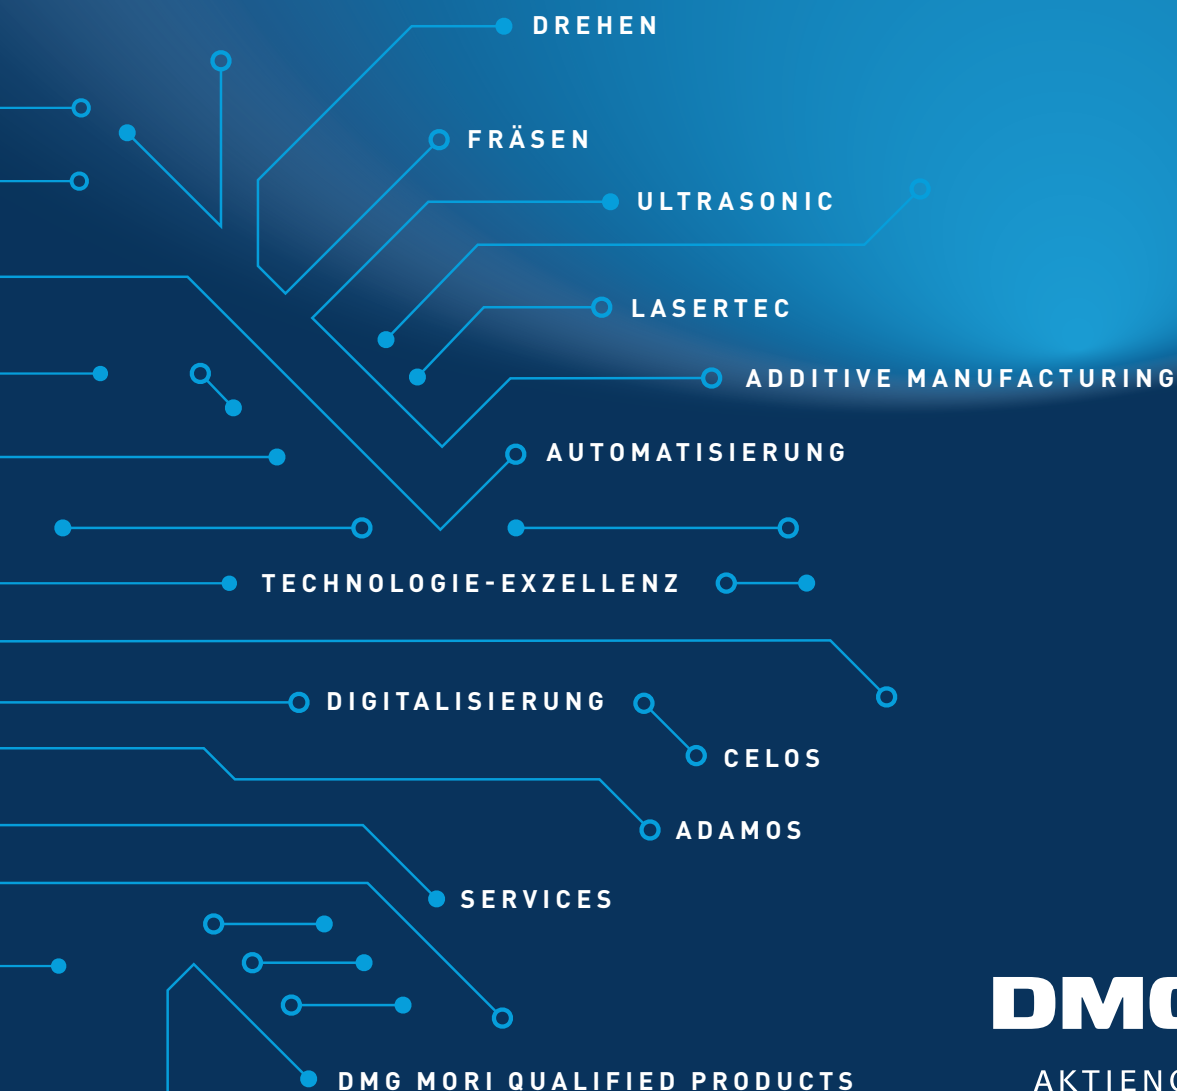 DREHEN
FRÄSEN
ULTRASONIC
LASERTEC
ADDITIVE MANUFACTURING
AUTOMATISIERUNG
TECHNOLOGIE-EXZELLENZ
DIGITALISIERUNG
CELOS
ADAMOS
SERVICES
DMG MORI QUALIFIED PRODUCTS